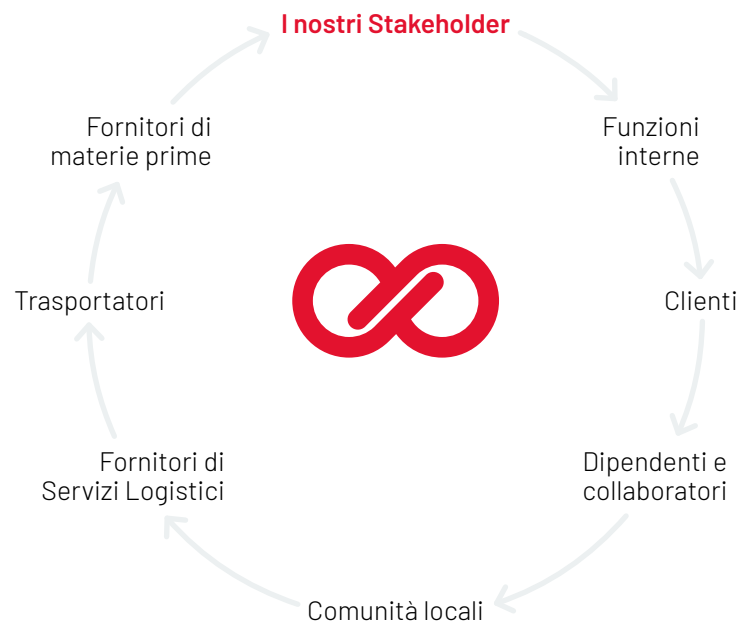 I nostri Stakeholder
Funzioni
interne
Clienti
Dipendenti e
collaboratori
Comunità locali
Fornitori di
Servizi Logistici
Trasportatori
Fornitori di
materie prime